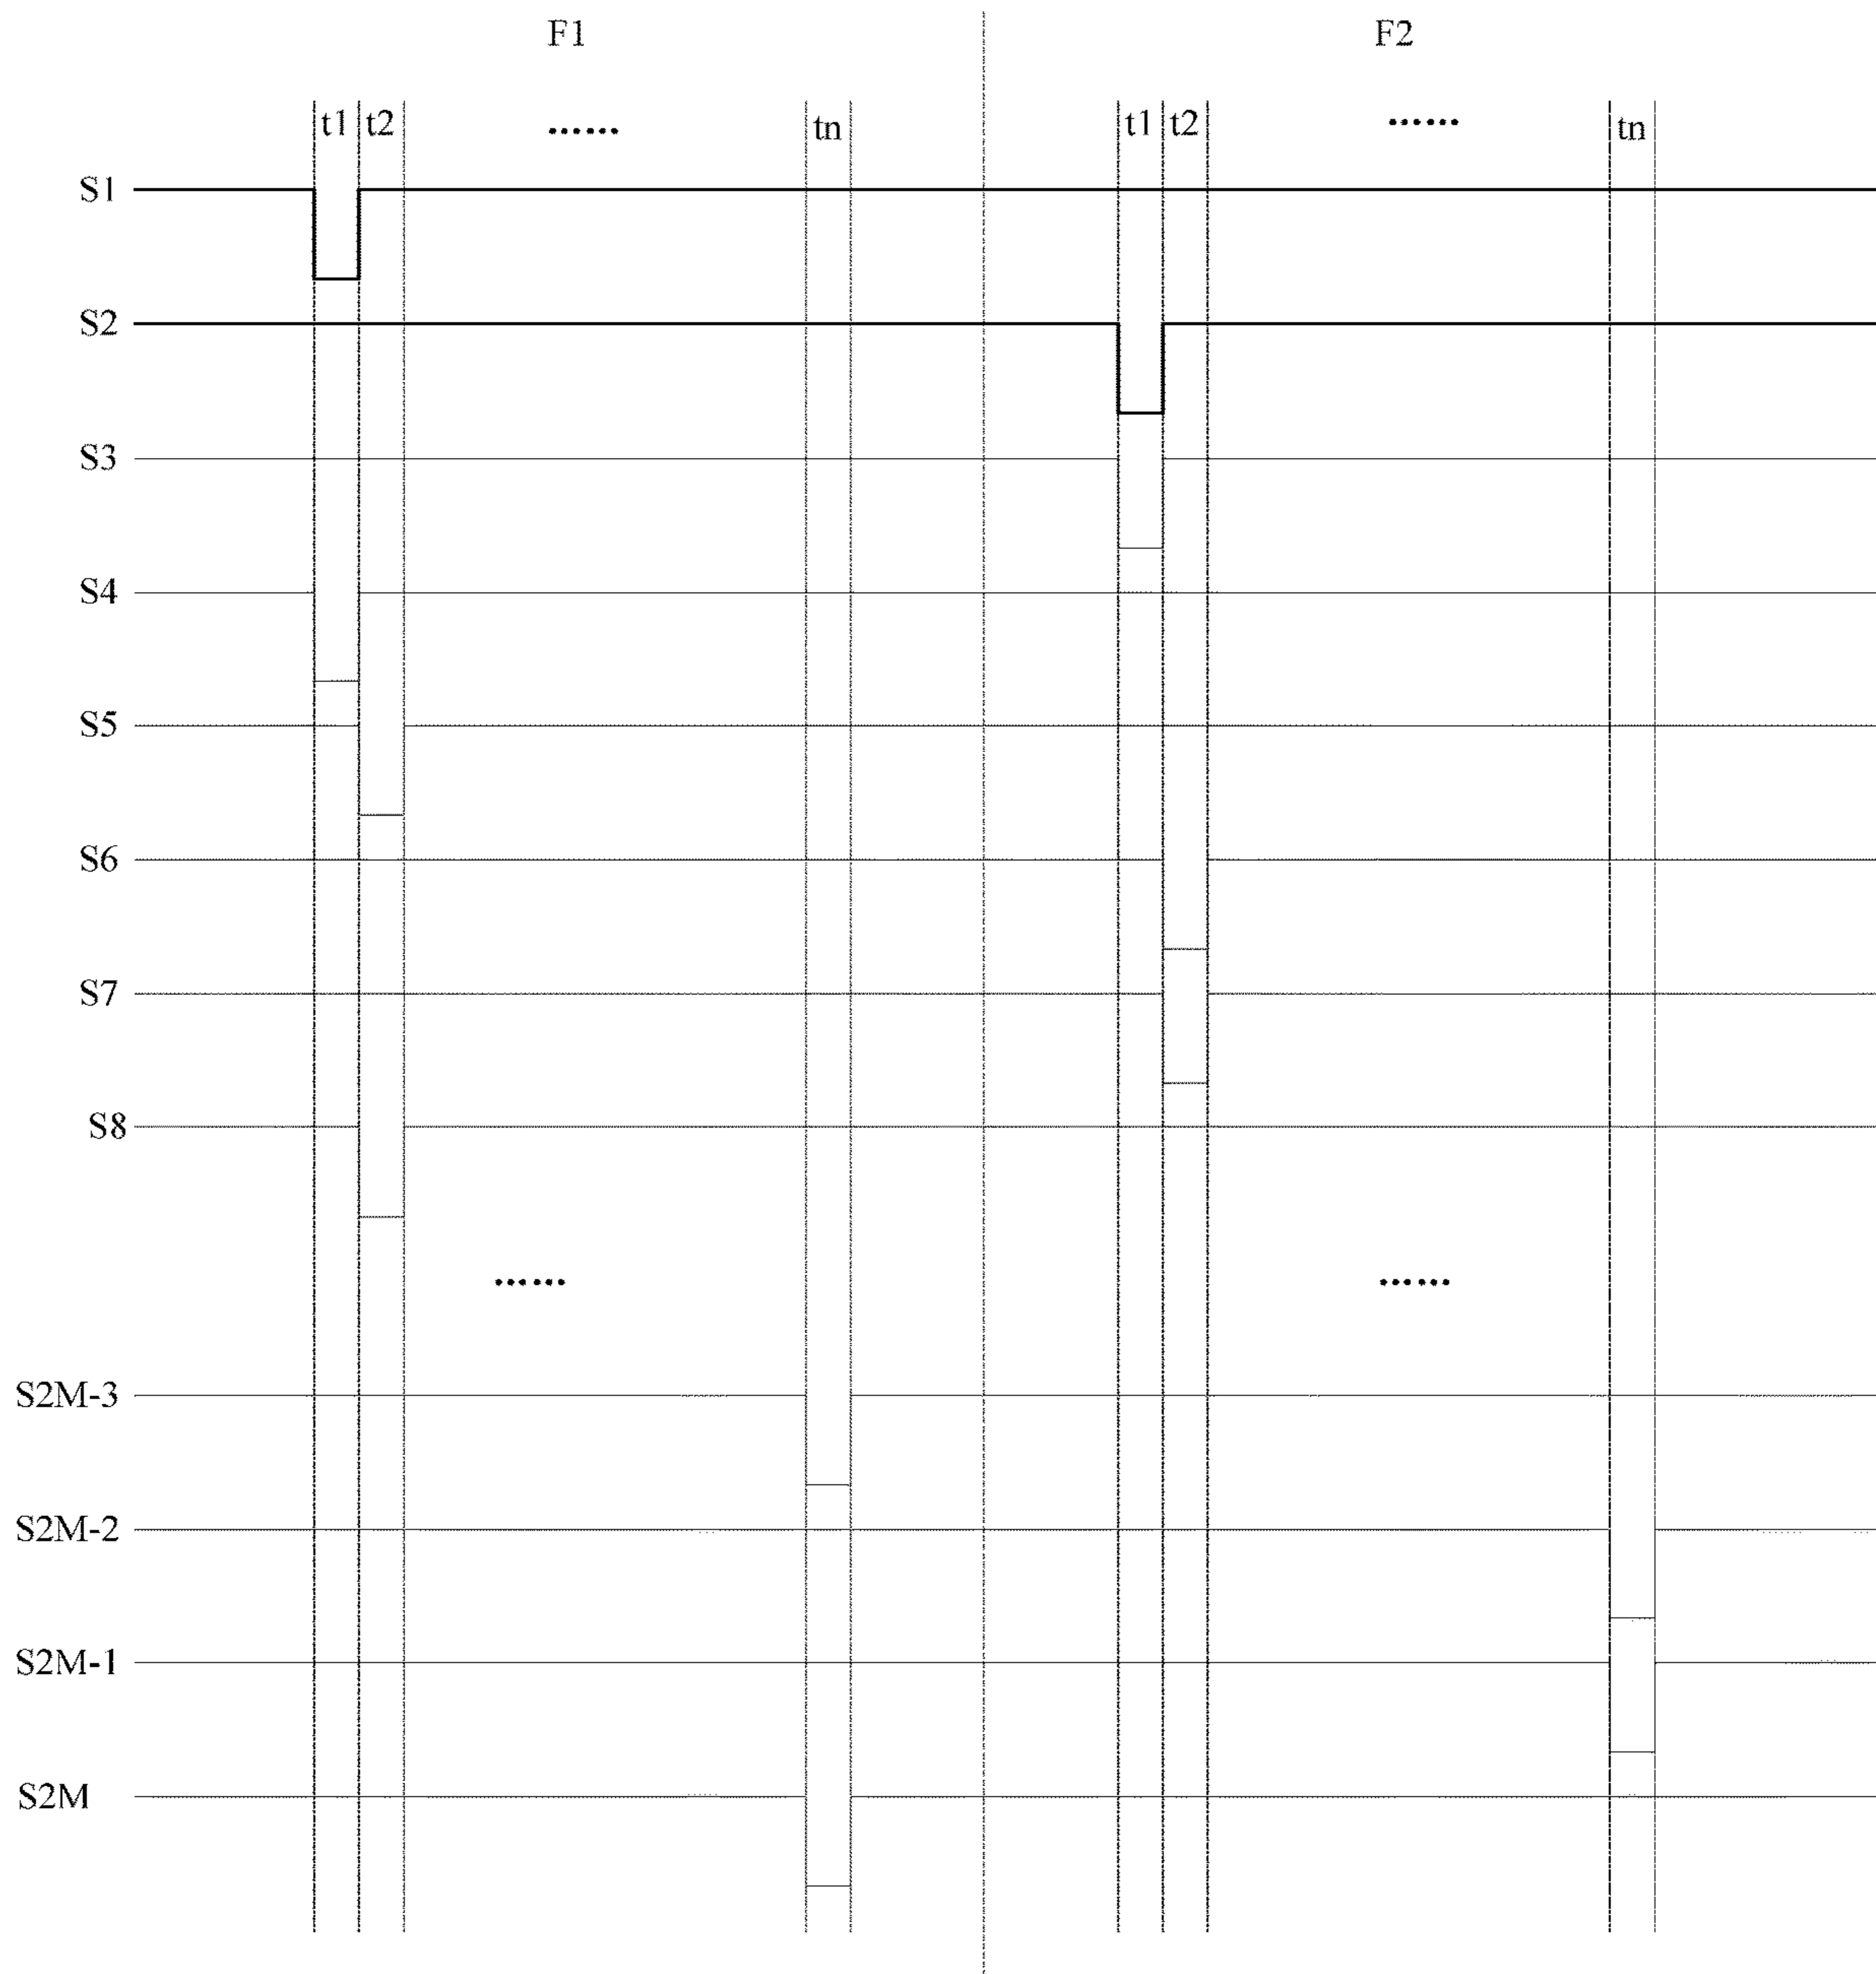 F1 F2
t1 t2 ...... tn t1 t2 ...... tn
S1
S2
S3
S4
S5
S6
S7
S8
...... ......
S2M-3
S2M-2
S2M-1
S2M